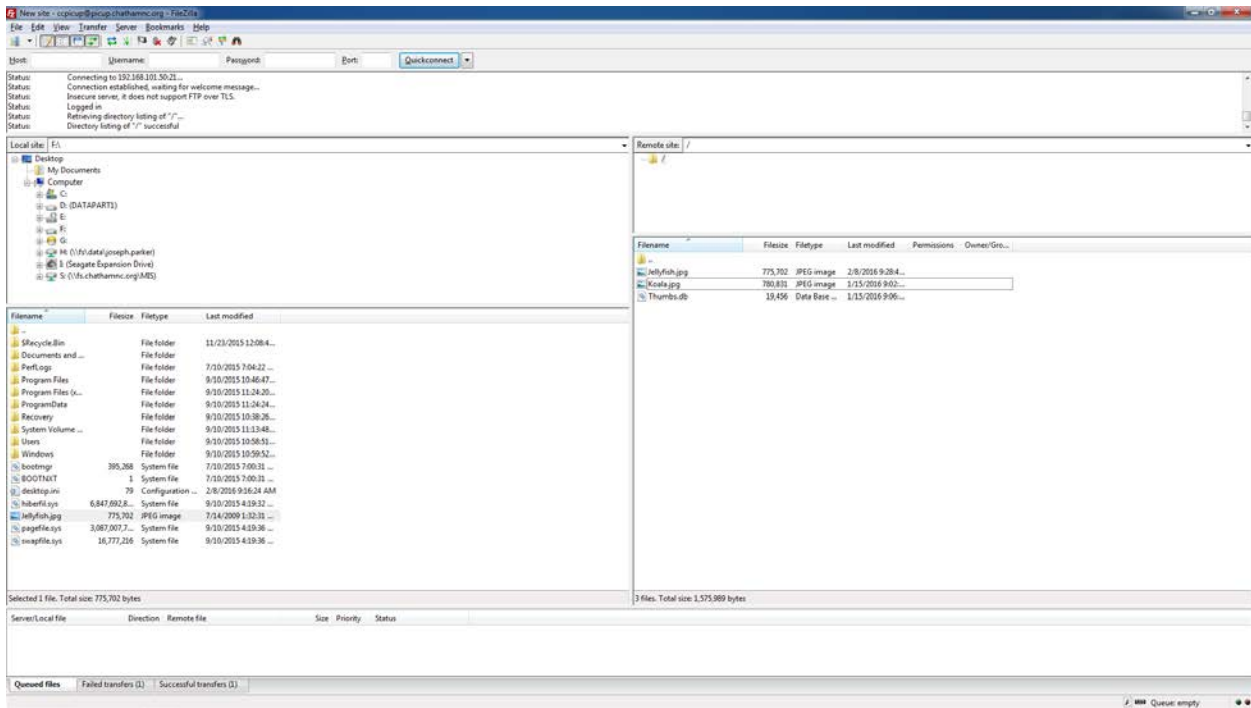 New site - ccpicup@picup.chathamnc.org - FileZilla
File Edit View Transfer Server Bookmarks Help
Host: Username: Password: Port: Quickconnect
Status: Connecting to 192.168.101.50:21...
Status: Connection established, waiting for welcome message...
Status: Insecure server, it does not support FTP over TLS.
Status: Logged in
Status: Retrieving directory listing of "/"...
Status: Directory listing of "/" successful
Local site: F:\
Desktop
My Documents
Computer
C:
D: (DATAPART1)
E:
F:
G:
H: (\\fs\data\joseph.parker)
I: (Seagate Expansion Drive)
S: (\\fs.chathamnc.org\MIS)
Filename Filesize Filetype Last modified
..
$Recycle.Bin File folder 11/23/2015 12:08:4...
Documents and ... File folder
PerfLogs File folder 7/10/2015 7:04:22 ...
Program Files File folder 9/10/2015 10:46:47...
Program Files (x... File folder 9/10/2015 11:24:20...
ProgramData File folder 9/10/2015 11:24:24...
Recovery File folder 9/10/2015 10:38:26...
System Volume ... File folder 9/10/2015 11:13:48...
Users File folder 9/10/2015 10:58:51...
Windows File folder 9/10/2015 10:59:52...
bootmgr 395,268 System file 7/10/2015 7:00:31 ...
BOOTNXT 1 System file 7/10/2015 7:00:31 ...
desktop.ini 79 Configuration ... 2/8/2016 9:16:24 AM
hiberfil.sys 6,847,692,8... System file 9/10/2015 4:19:32 ...
Jellyfish.jpg 775,702 JPEG image 7/14/2009 1:32:31 ...
pagefile.sys 3,087,007,7... System file 9/10/2015 4:19:36 ...
swapfile.sys 16,777,216 System file 9/10/2015 4:19:36 ...
Selected 1 file. Total size: 775,702 bytes
Remote site: /
/
Filename Filesize Filetype Last modified Permissions Owner/Gro...
..
Jellyfish.jpg 775,702 JPEG image 2/8/2016 9:28:4...
Koala.jpg 780,831 JPEG image 1/15/2016 9:02:...
Thumbs.db 19,456 Data Base ... 1/15/2016 9:06:...
3 files. Total size: 1,575,989 bytes
Server/Local file Direction Remote file Size Priority Status
Queued files Failed transfers (1) Successful transfers (1)
Queue: empty